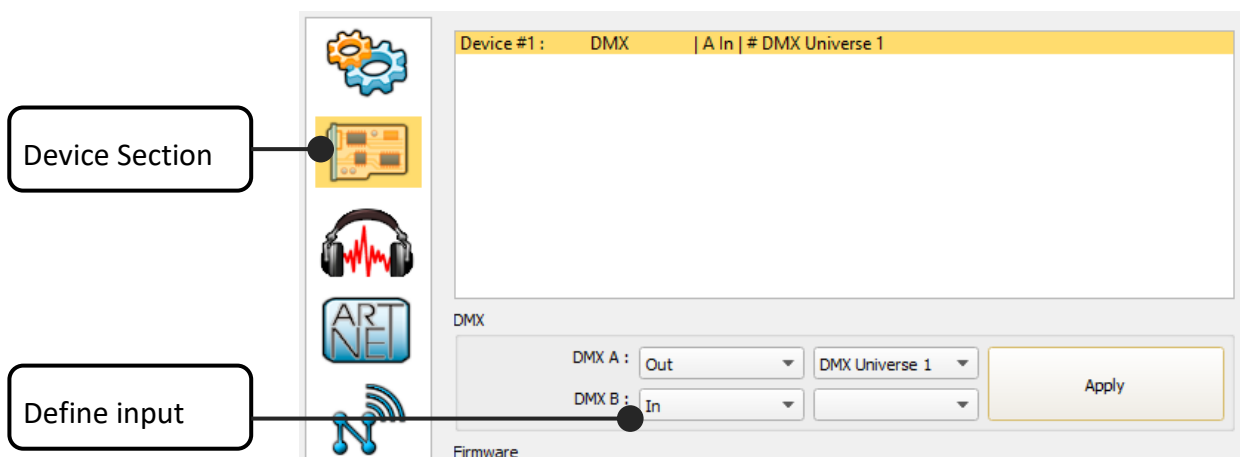 Device #1 : DMX | A In | # DMX Universe 1
Device Section
ART
NET
DMX
DMX A : Out DMX Universe 1
Apply
DMX B : In
Define input
N
Firmware